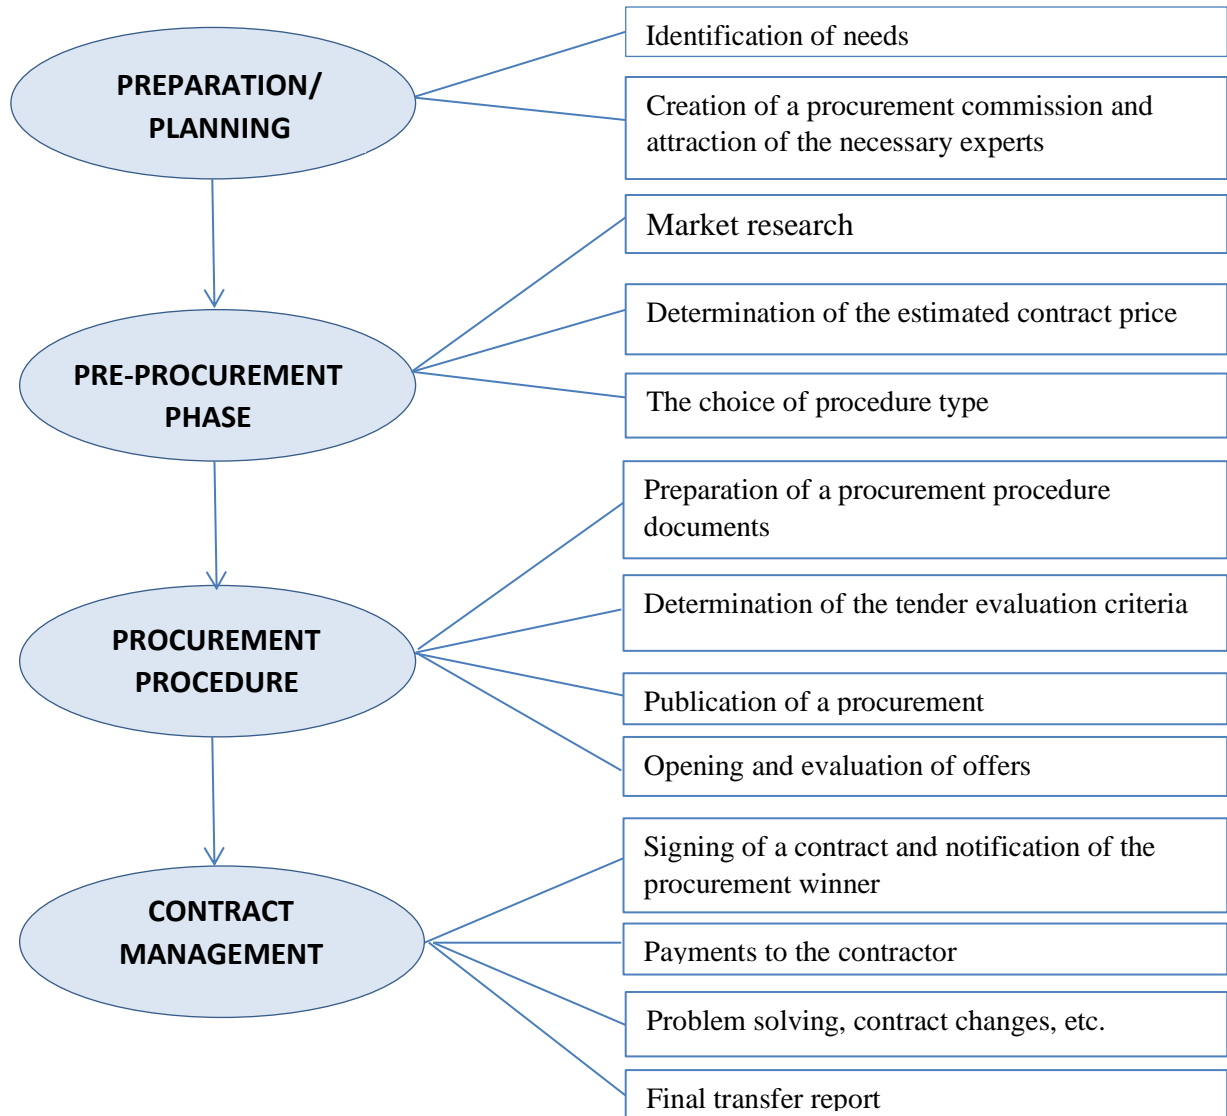 PREPARATION/
PLANNING
Identification of needs
Creation of a procurement commission and
attraction of the necessary experts
PRE-PROCUREMENT
PHASE
Market research
Determination of the estimated contract price
The choice of procedure type
PROCUREMENT
PROCEDURE
Preparation of a procurement procedure
documents
Determination of the tender evaluation criteria
Publication of a procurement
Opening and evaluation of offers
CONTRACT
MANAGEMENT
Signing of a contract and notification of the
procurement winner
Payments to the contractor
Problem solving, contract changes, etc.
Final transfer report